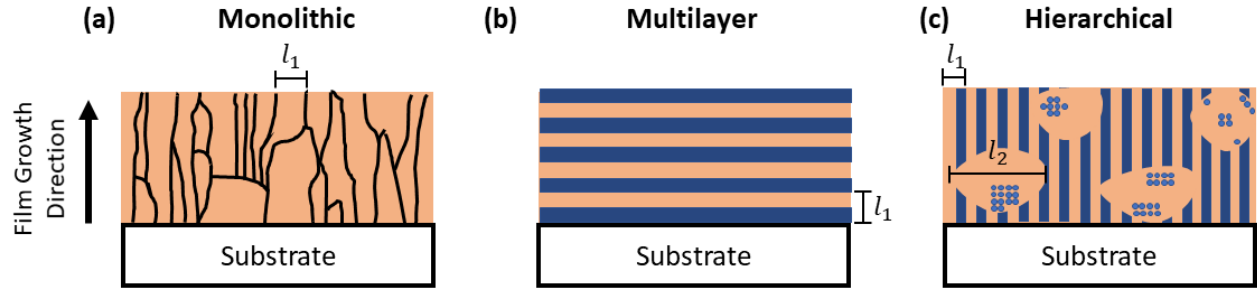 (a) Monolithic
(b) Multilayer
(c) Hierarchical
l₁
l₁
l₂
l₁
Film Growth
Direction
Substrate
Substrate
Substrate